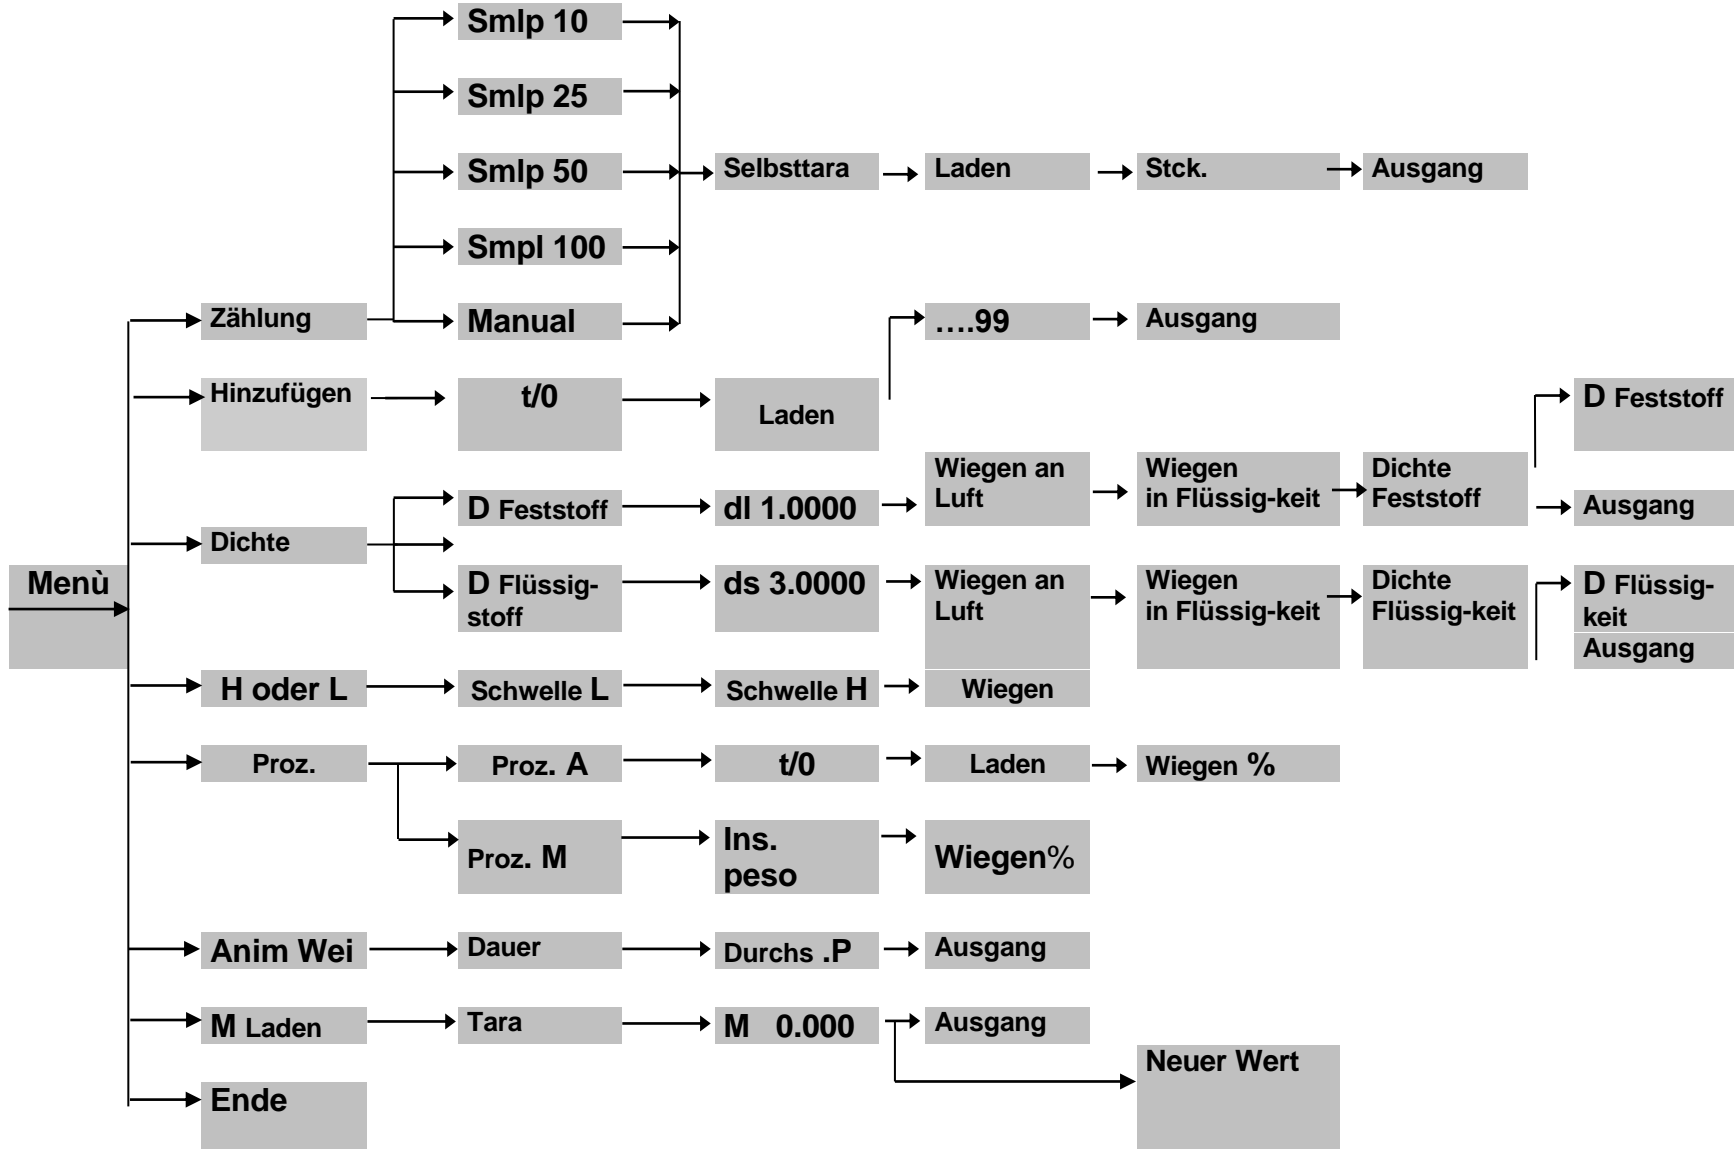 Smlp 10
Smlp 25
Smlp 50
Selbsttara
Laden
Stck.
Ausgang
Smpl 100
Zählung
Manual
....99
Ausgang
Hinzufügen
t/0
Laden
D Feststoff
Dichte
D Feststoff
dl 1.0000
Wiegen an
Luft
Wiegen
in Flüssig-keit
Dichte
Feststoff
Ausgang
Menù
D Flüssig-
stoff
ds 3.0000
Wiegen an
Luft
Wiegen
in Flüssig-keit
Dichte
Flüssig-keit
D Flüssig-
keit
Ausgang
H oder L
Schwelle L
Schwelle H
Wiegen
Proz.
Proz. A
t/0
Laden
Wiegen %
Proz. M
Ins.
peso
Wiegen%
Anim Wei
Dauer
Durchs .P
Ausgang
M Laden
Tara
M 0.000
Ausgang
Neuer Wert
Ende